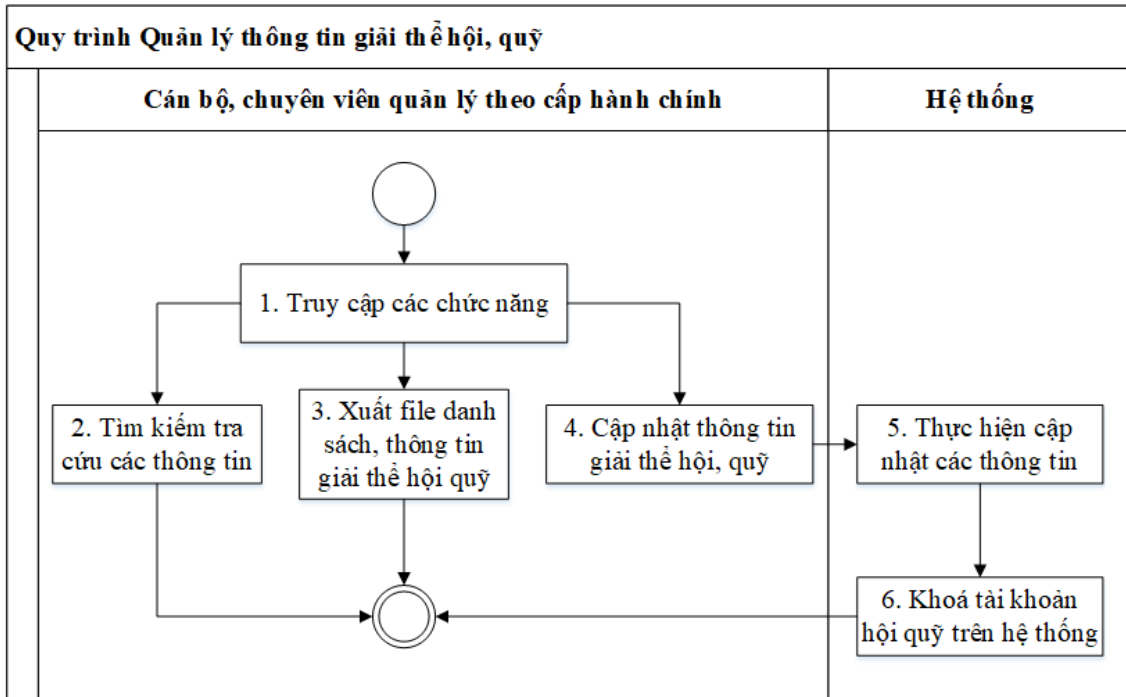 Quy trình Quản lý thông tin giải thể hội, quỹ
Cán bộ, chuyên viên quản lý theo cấp hành chính
Hệ thống
1. Truy cập các chức năng
2. Tìm kiếm tra
cứu các thông tin
3. Xuất file danh
sách, thông tin
giải thể hội quỹ
4. Cập nhật thông tin
giải thể hội, quỹ
5. Thực hiện cập
nhật các thông tin
6. Khoá tài khoản
hội quỹ trên hệ thống